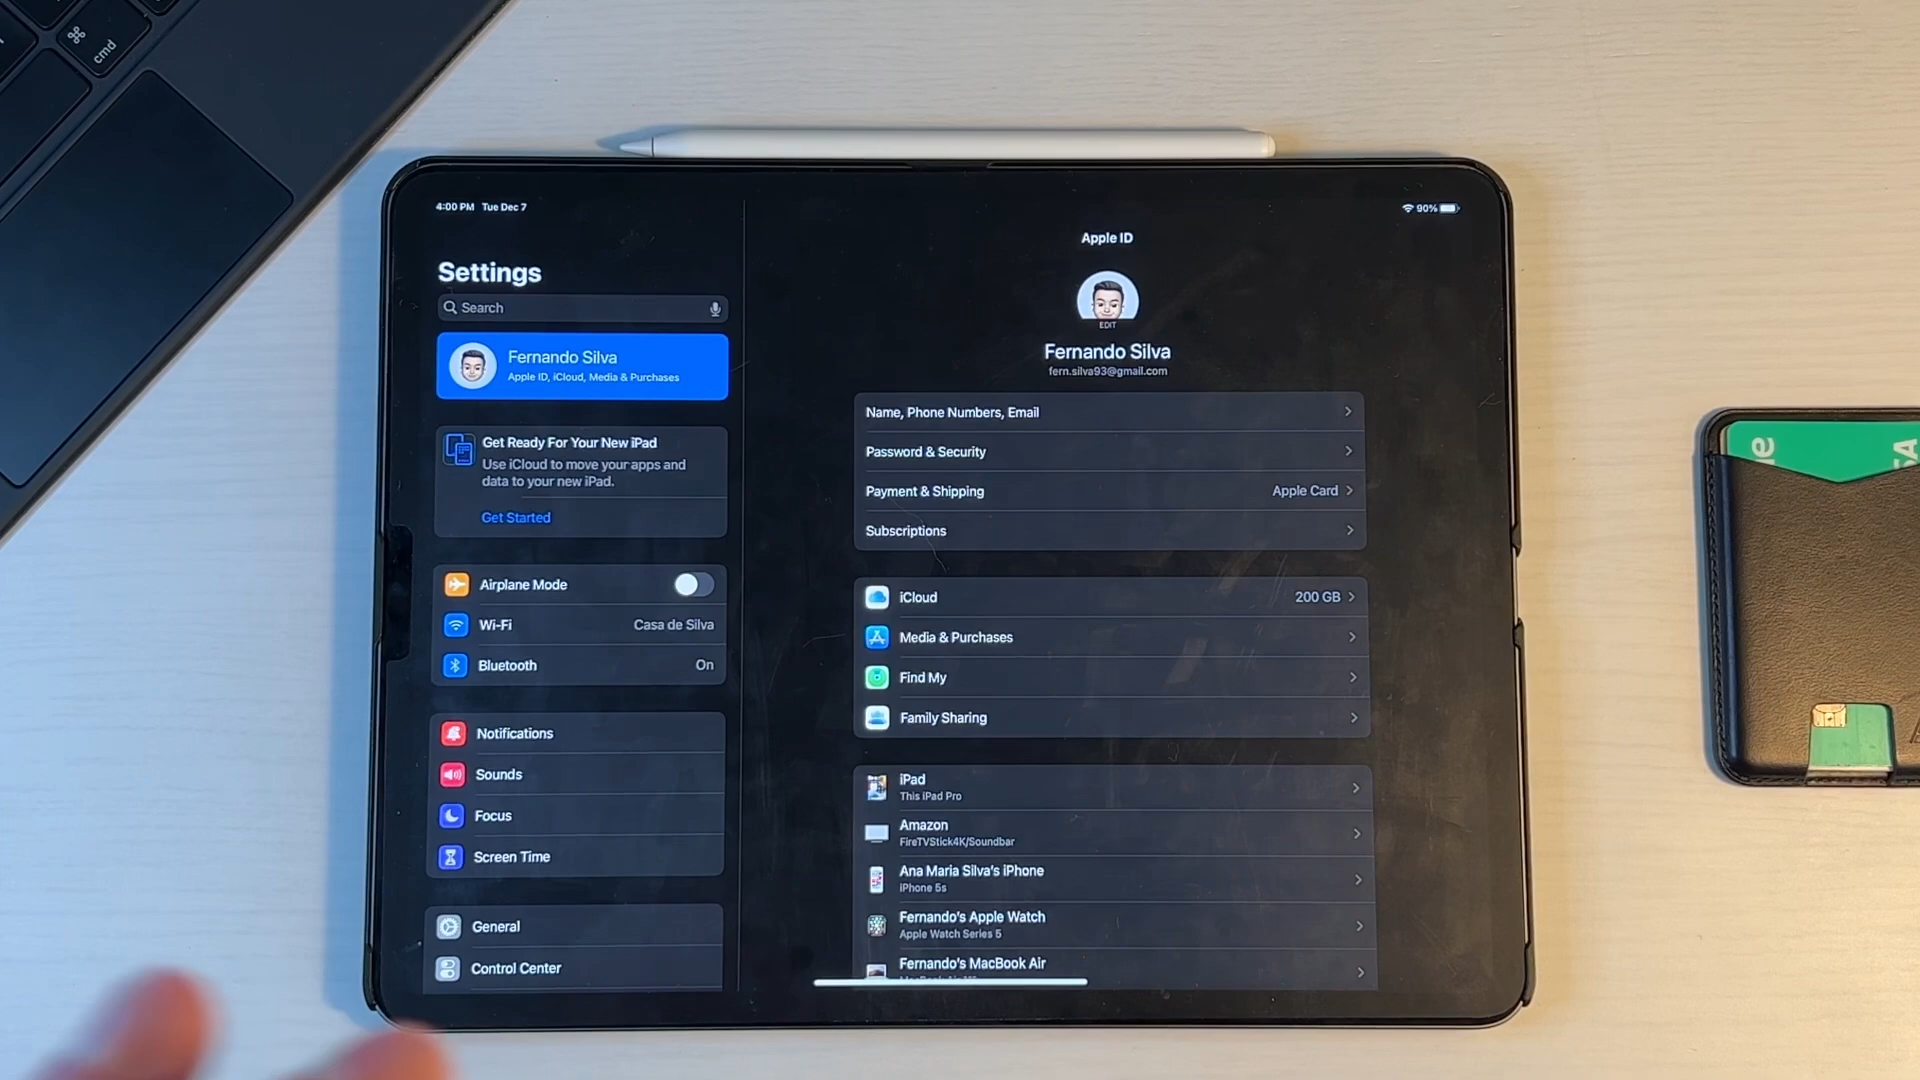 ⌘
cmd
4:00 PM Tue Dec 7
90%
Settings
Search
Fernando Silva
Apple ID, iCloud, Media & Purchases
Get Ready For Your New iPad
Use iCloud to move your apps and
data to your new iPad.
Get Started
Airplane Mode
Wi-Fi Casa de Silva
Bluetooth On
Notifications
Sounds
Focus
Screen Time
General
Control Center
Apple ID
EDIT
Fernando Silva
fern.silva93@gmail.com
Name, Phone Numbers, Email
Password & Security
Payment & Shipping Apple Card
Subscriptions
iCloud 200 GB
Media & Purchases
Find My
Family Sharing
iPad
This iPad Pro
Amazon
FireTVStick4K/Soundbar
Ana Maria Silva's iPhone
iPhone 5s
Fernando's Apple Watch
Apple Watch Series 5
Fernando's MacBook Air